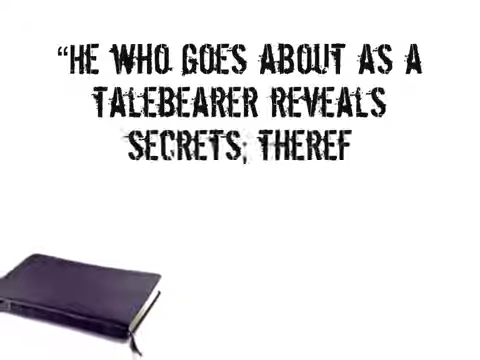 “HE WHO GOES ABOUT AS A
TALEBEARER REVEALS
SECRETS; THEREF